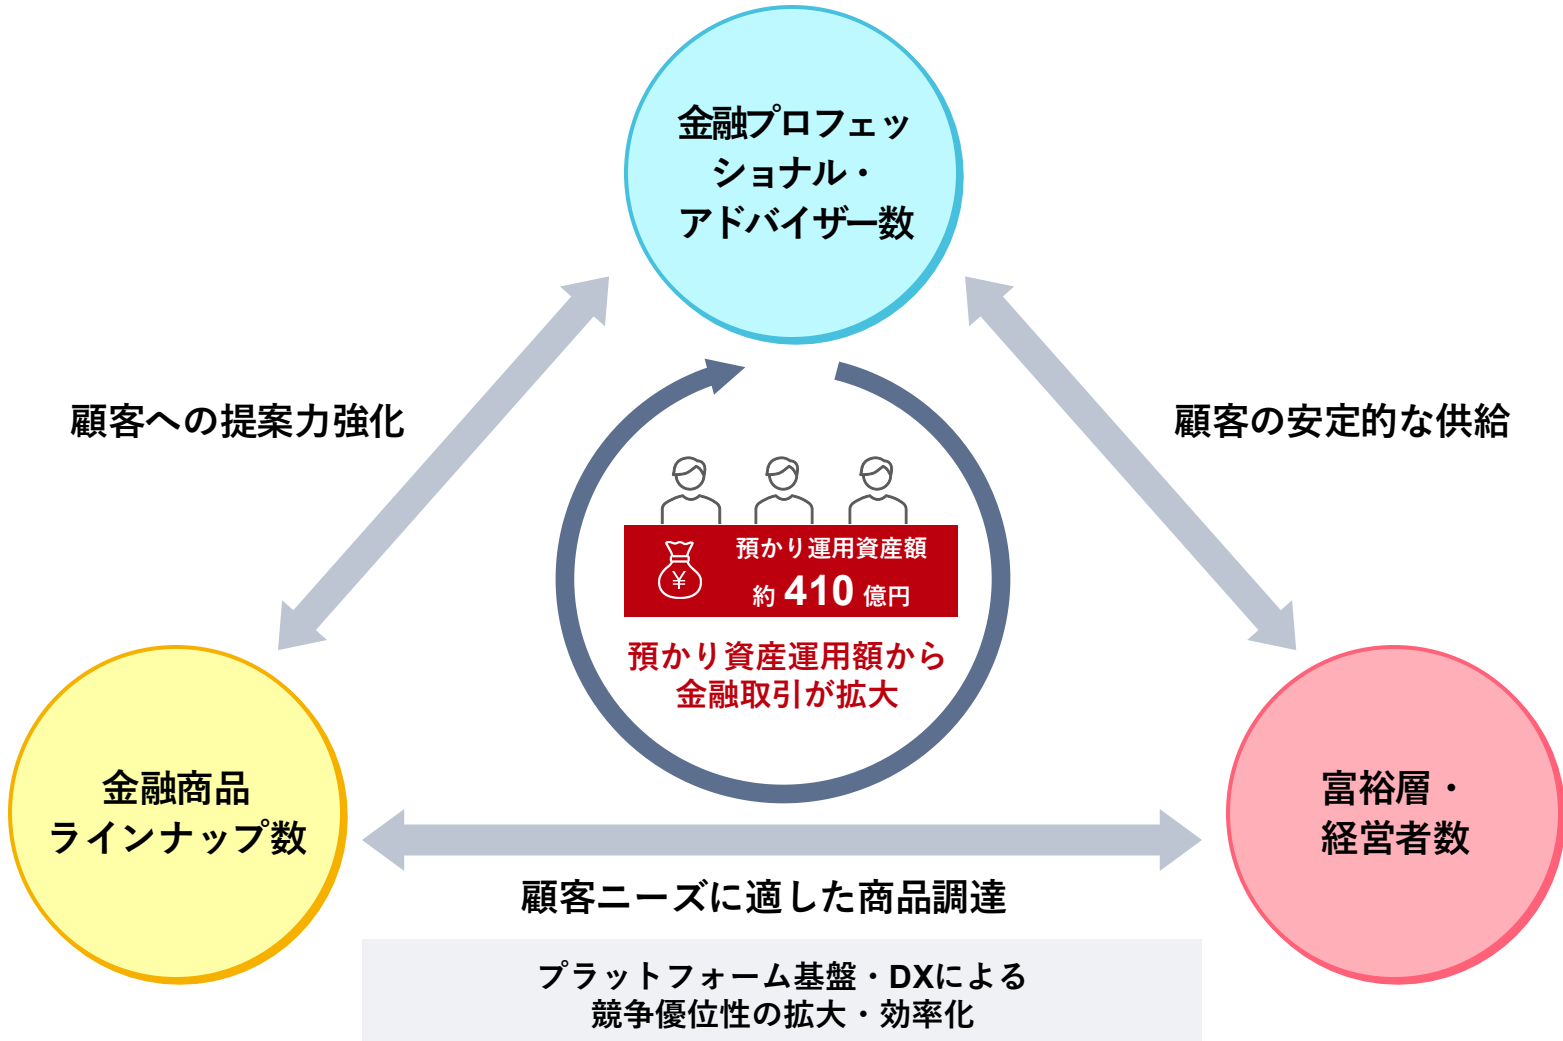 金融プロフェッ
ショナル・
アドバイザー数
顧客への提案力強化
顧客の安定的な供給
¥
預かり運用資産額
約 410 億円
預かり資産運用額から
金融取引が拡大
金融商品
ラインナップ数
富裕層・
経営者数
顧客ニーズに適した商品調達
プラットフォーム基盤・DXによる
競争優位性の拡大・効率化